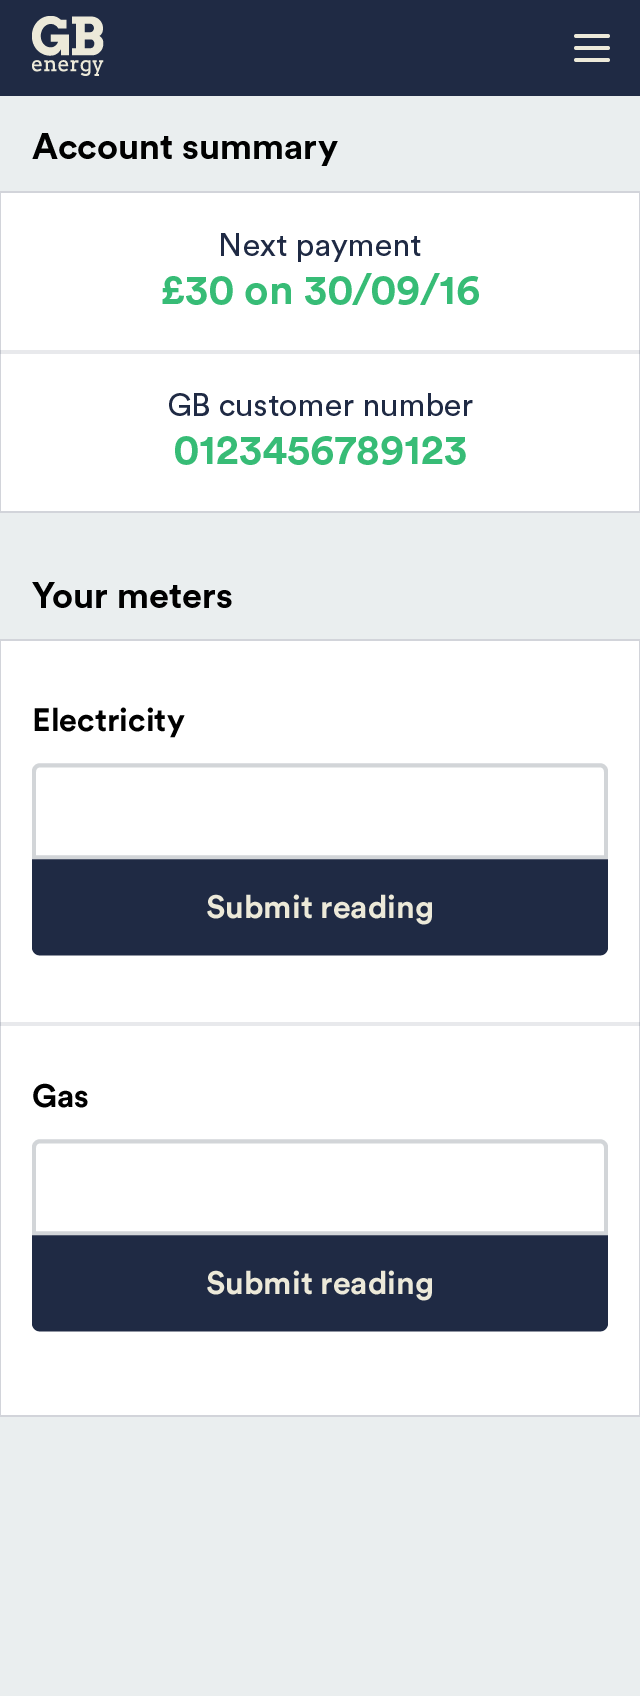 GB
energy
Account summary
Next payment
£30 on 30/09/16
GB customer number
0123456789123
Your meters
Electricity
Submit reading
Gas
Submit reading